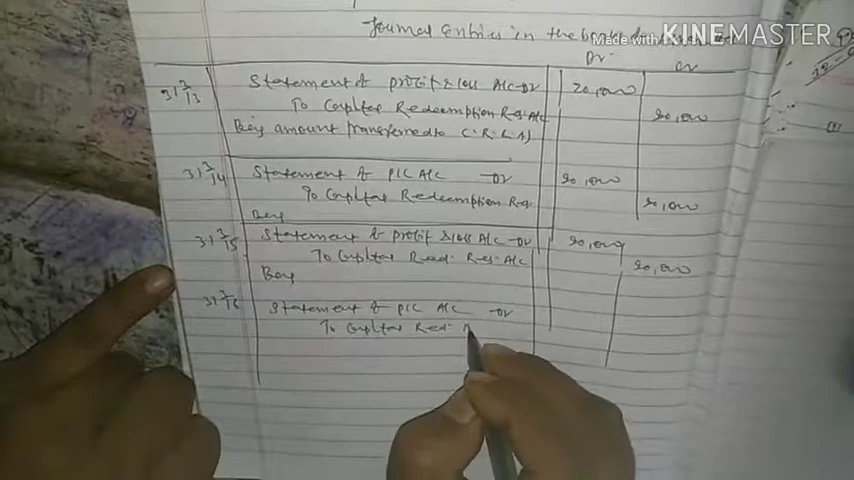 Made with KINEMASTER
Journal Entries in the books
Dr. Cr
31 3/13 Statement of profit & loss A/C -Dr 20,000
To Capital Redeemption Res. A/c 20,000
Being amount transferred to C.R.R.A)
31 3/14 Statement of P/L A/C -Dr 20,000
To Capital Redeemption Res. 20,000
Being
31 3/15 Statement of profit & loss A/C -Dr 20,000
To Capital Reed. Res. A/c 20,000
Being
31 3/16 Statement of P/L A/C -Dr
To Capital Red.